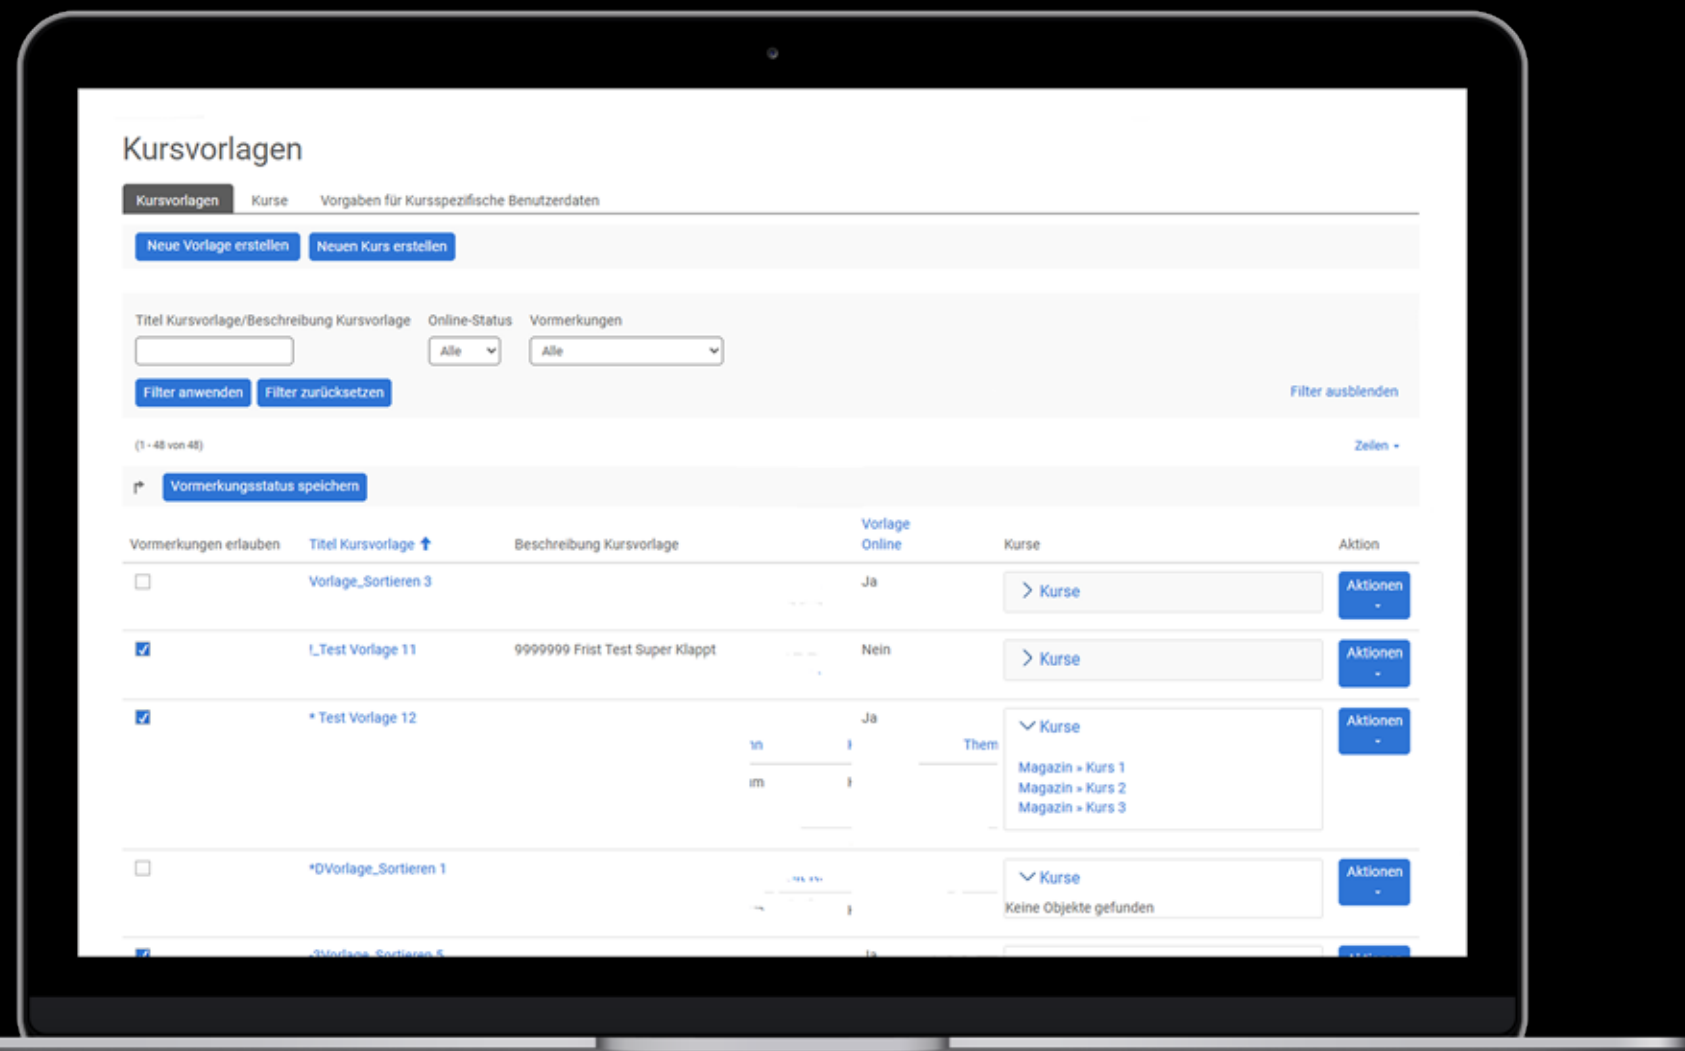 Kursvorlagen
Kursvorlagen Kurse Vorgaben für Kursspezifische Benutzerdaten
Neue Vorlage erstellen Neuen Kurs erstellen
Titel Kursvorlage/Beschreibung Kursvorlage Online-Status Vormerkungen
Alle Alle
Filter anwenden Filter zurücksetzen Filter ausblenden
(1 - 48 von 48) Zeilen
Vormerkungsstatus speichern
Vorlage
Vormerkungen erlauben Titel Kursvorlage Beschreibung Kursvorlage Online Kurse Aktion
Vorlage_Sortieren 3 Ja Kurse Aktionen
!_Test Vorlage 11 9999999 Frist Test Super Klappt Nein Kurse Aktionen
* Test Vorlage 12 Ja Kurse Aktionen
Them
Magazin » Kurs 1
Magazin » Kurs 2
Magazin » Kurs 3
*DVorlage_Sortieren 1 Kurse Aktionen
Keine Objekte gefunden
-3Vorlage_Sortieren 5 Ja Aktionen